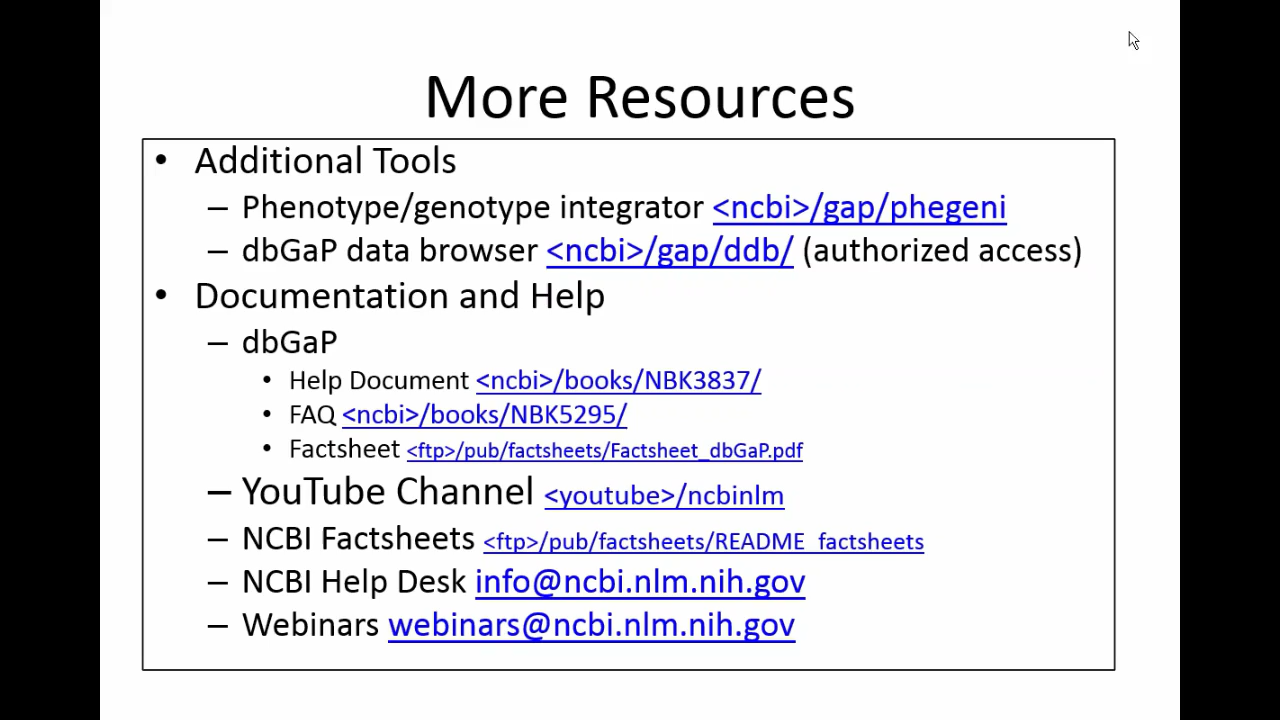 More Resources
• Additional Tools
– Phenotype/genotype integrator <ncbi>/gap/phegeni
– dbGaP data browser <ncbi>/gap/ddb/ (authorized access)
• Documentation and Help
– dbGaP
• Help Document <ncbi>/books/NBK3837/
• FAQ <ncbi>/books/NBK5295/
• Factsheet <ftp>/pub/factsheets/Factsheet_dbGaP.pdf
– YouTube Channel <youtube>/ncbinlm
– NCBI Factsheets <ftp>/pub/factsheets/README_factsheets
– NCBI Help Desk info@ncbi.nlm.nih.gov
– Webinars webinars@ncbi.nlm.nih.gov